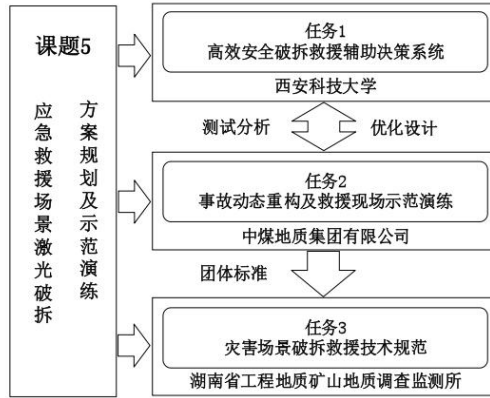 课题5
应急救援场景激光破拆
方案规划及示范演练
任务1
高效安全破拆救援辅助决策系统
西安科技大学
测试分析
优化设计
任务2
事故动态重构及救援现场示范演练
中煤地质集团有限公司
团体标准
任务3
灾害场景破拆救援技术规范
湖南省工程地质矿山地质调查监测所